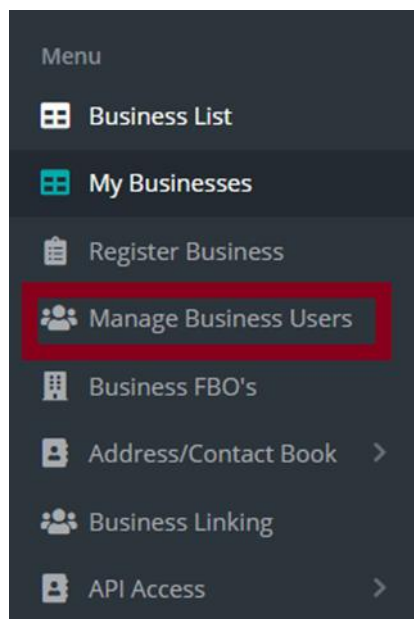 Menu
Business List
My Businesses
Register Business
Manage Business Users
Business FBO's
Address/Contact Book
Business Linking
API Access